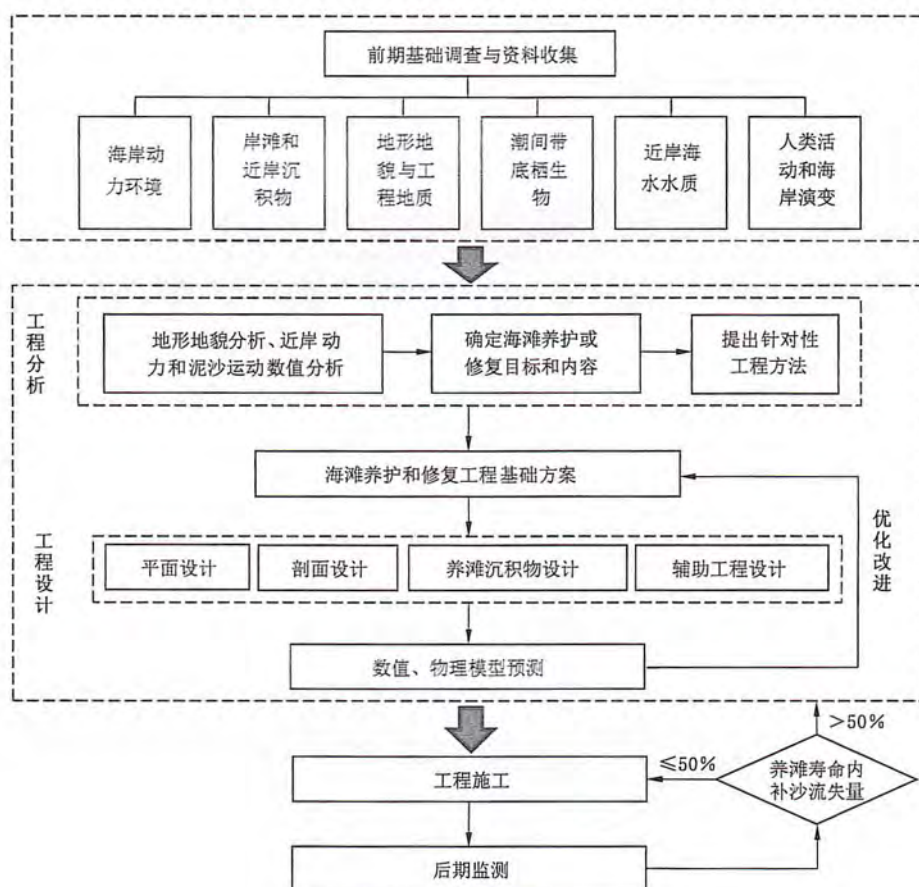 前期基础调查与资料收集
海岸动
力环境
岸滩和
近岸沉
积物
地形地
貌与工
程地质
潮间带
底栖生
物
近岸海
水水质
人类活
动和海
岸演变
工程分析
地形地貌分析、近岸动
力和泥沙运动数值分析
确定海滩养护或
修复目标和内容
提出针对性
工程方法
海滩养护和修复工程基础方案
优化改进
工程设计
平面设计
剖面设计
养滩沉积物设计
辅助工程设计
数值、物理模型预测
>50%
≤50%
工程施工
养滩寿命内
补沙流失量
后期监测